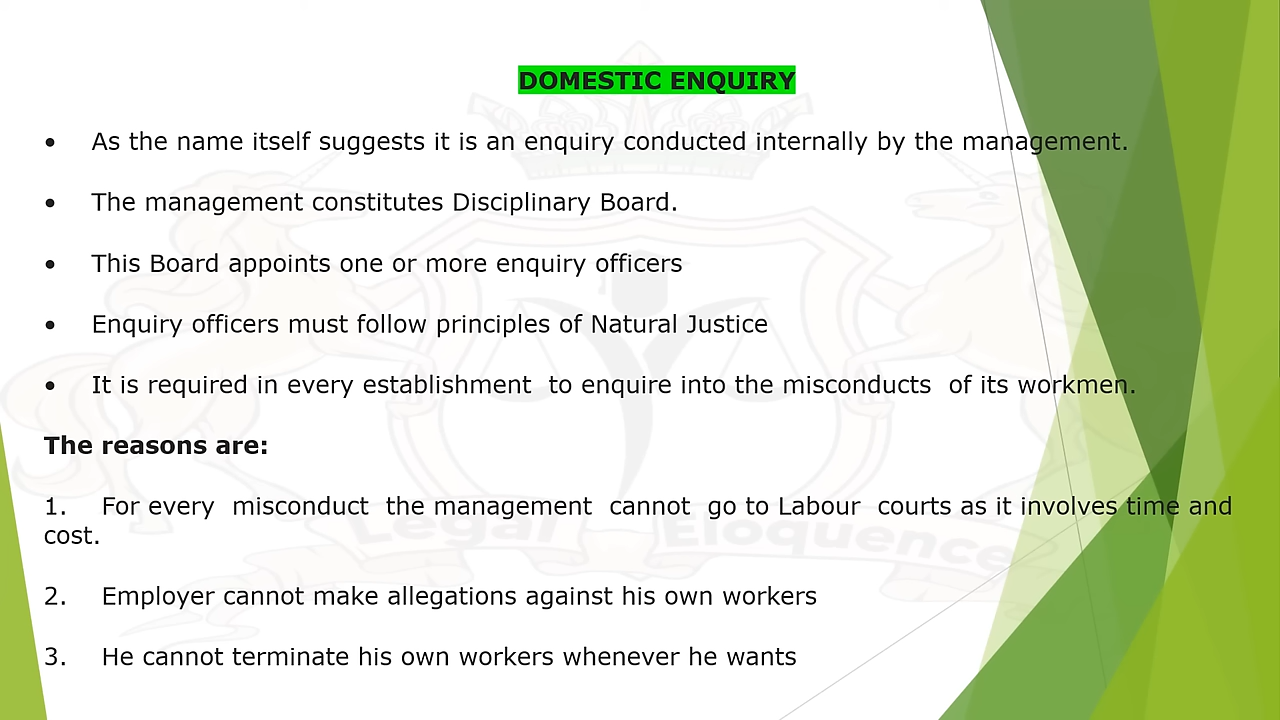 DOMESTIC ENQUIRY
• As the name itself suggests it is an enquiry conducted internally by the management.
• The management constitutes Disciplinary Board.
• This Board appoints one or more enquiry officers
• Enquiry officers must follow principles of Natural Justice
• It is required in every establishment to enquire into the misconducts of its workmen.
The reasons are:
1. For every misconduct the management cannot go to Labour courts as it involves time and
cost.
Legal Eloquence
2. Employer cannot make allegations against his own workers
3. He cannot terminate his own workers whenever he wants